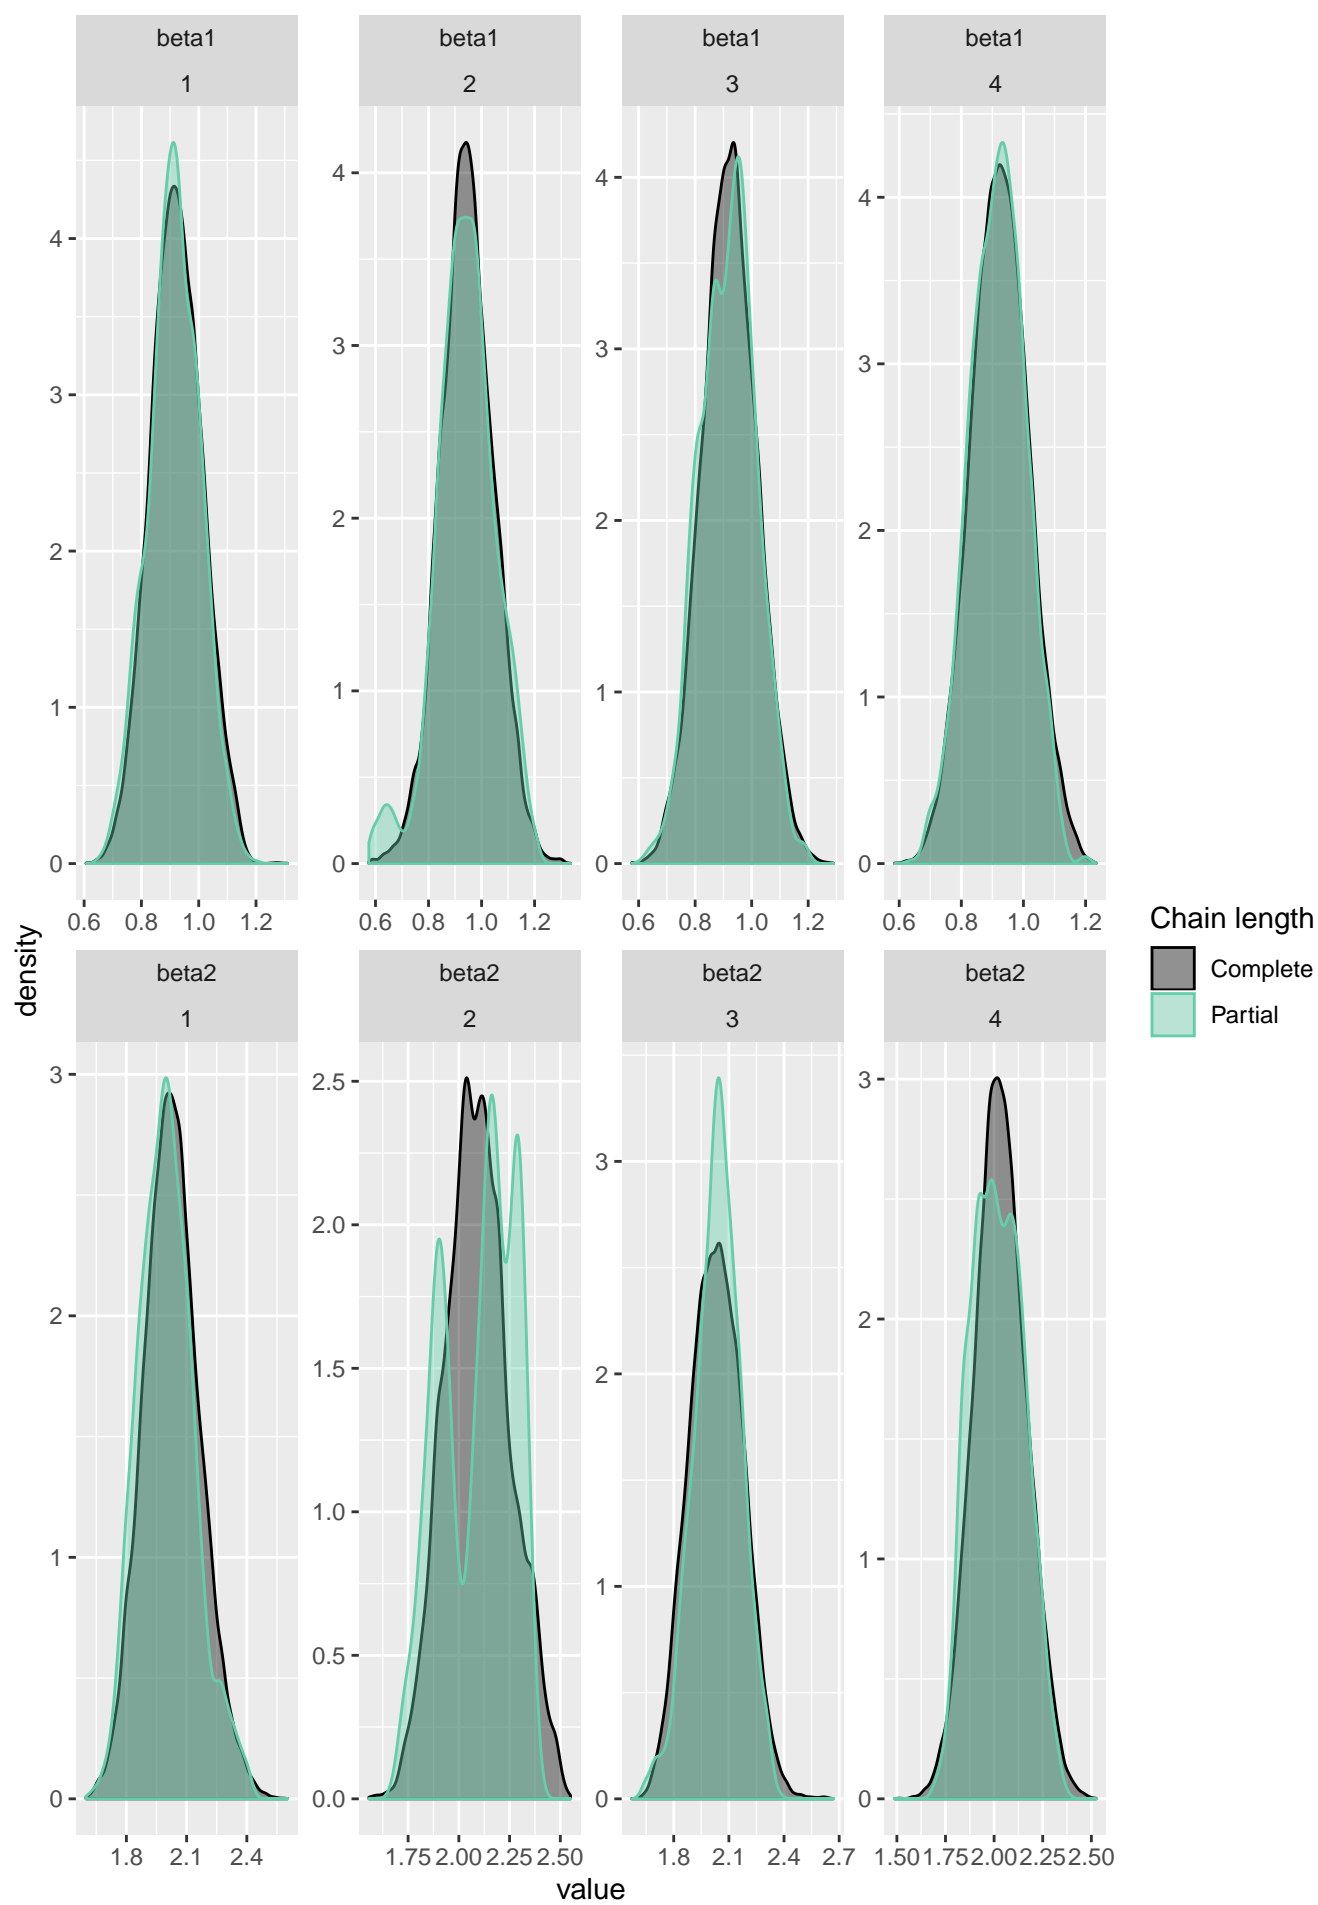 beta1 beta1 beta1 beta1
1 2 3 4
4 4 4 4
3 3 3 3
2 2 2 2
1 1 1 1
0 0 0 0
0.6 0.8 1.0 1.2 0.6 0.8 1.0 1.2 0.6 0.8 1.0 1.2 0.6 0.8 1.0 1.2
density
Chain length
Complete
Partial
beta2 beta2 beta2 beta2
1 2 3 4
3 2.5 3 3
2 2.0 2 2
1.5
1 1.0 1 1
0.5
0 0.0 0 0
1.8 2.1 2.4 1.75 2.00 2.25 2.50 1.8 2.1 2.4 2.7 1.50 1.75 2.00 2.25 2.50
value